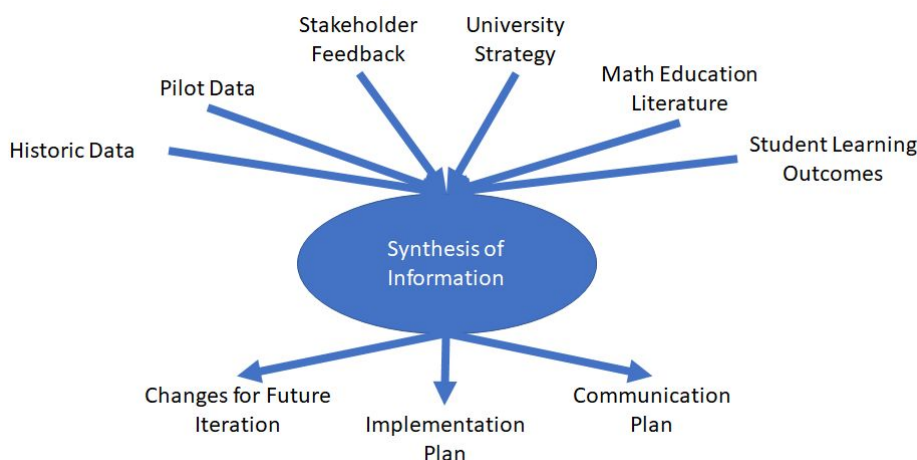 Stakeholder
Feedback
University
Strategy
Pilot Data
Math Education
Literature
Historic Data
Student Learning
Outcomes
Synthesis of
Information
Changes for Future
Iteration
Implementation
Plan
Communication
Plan